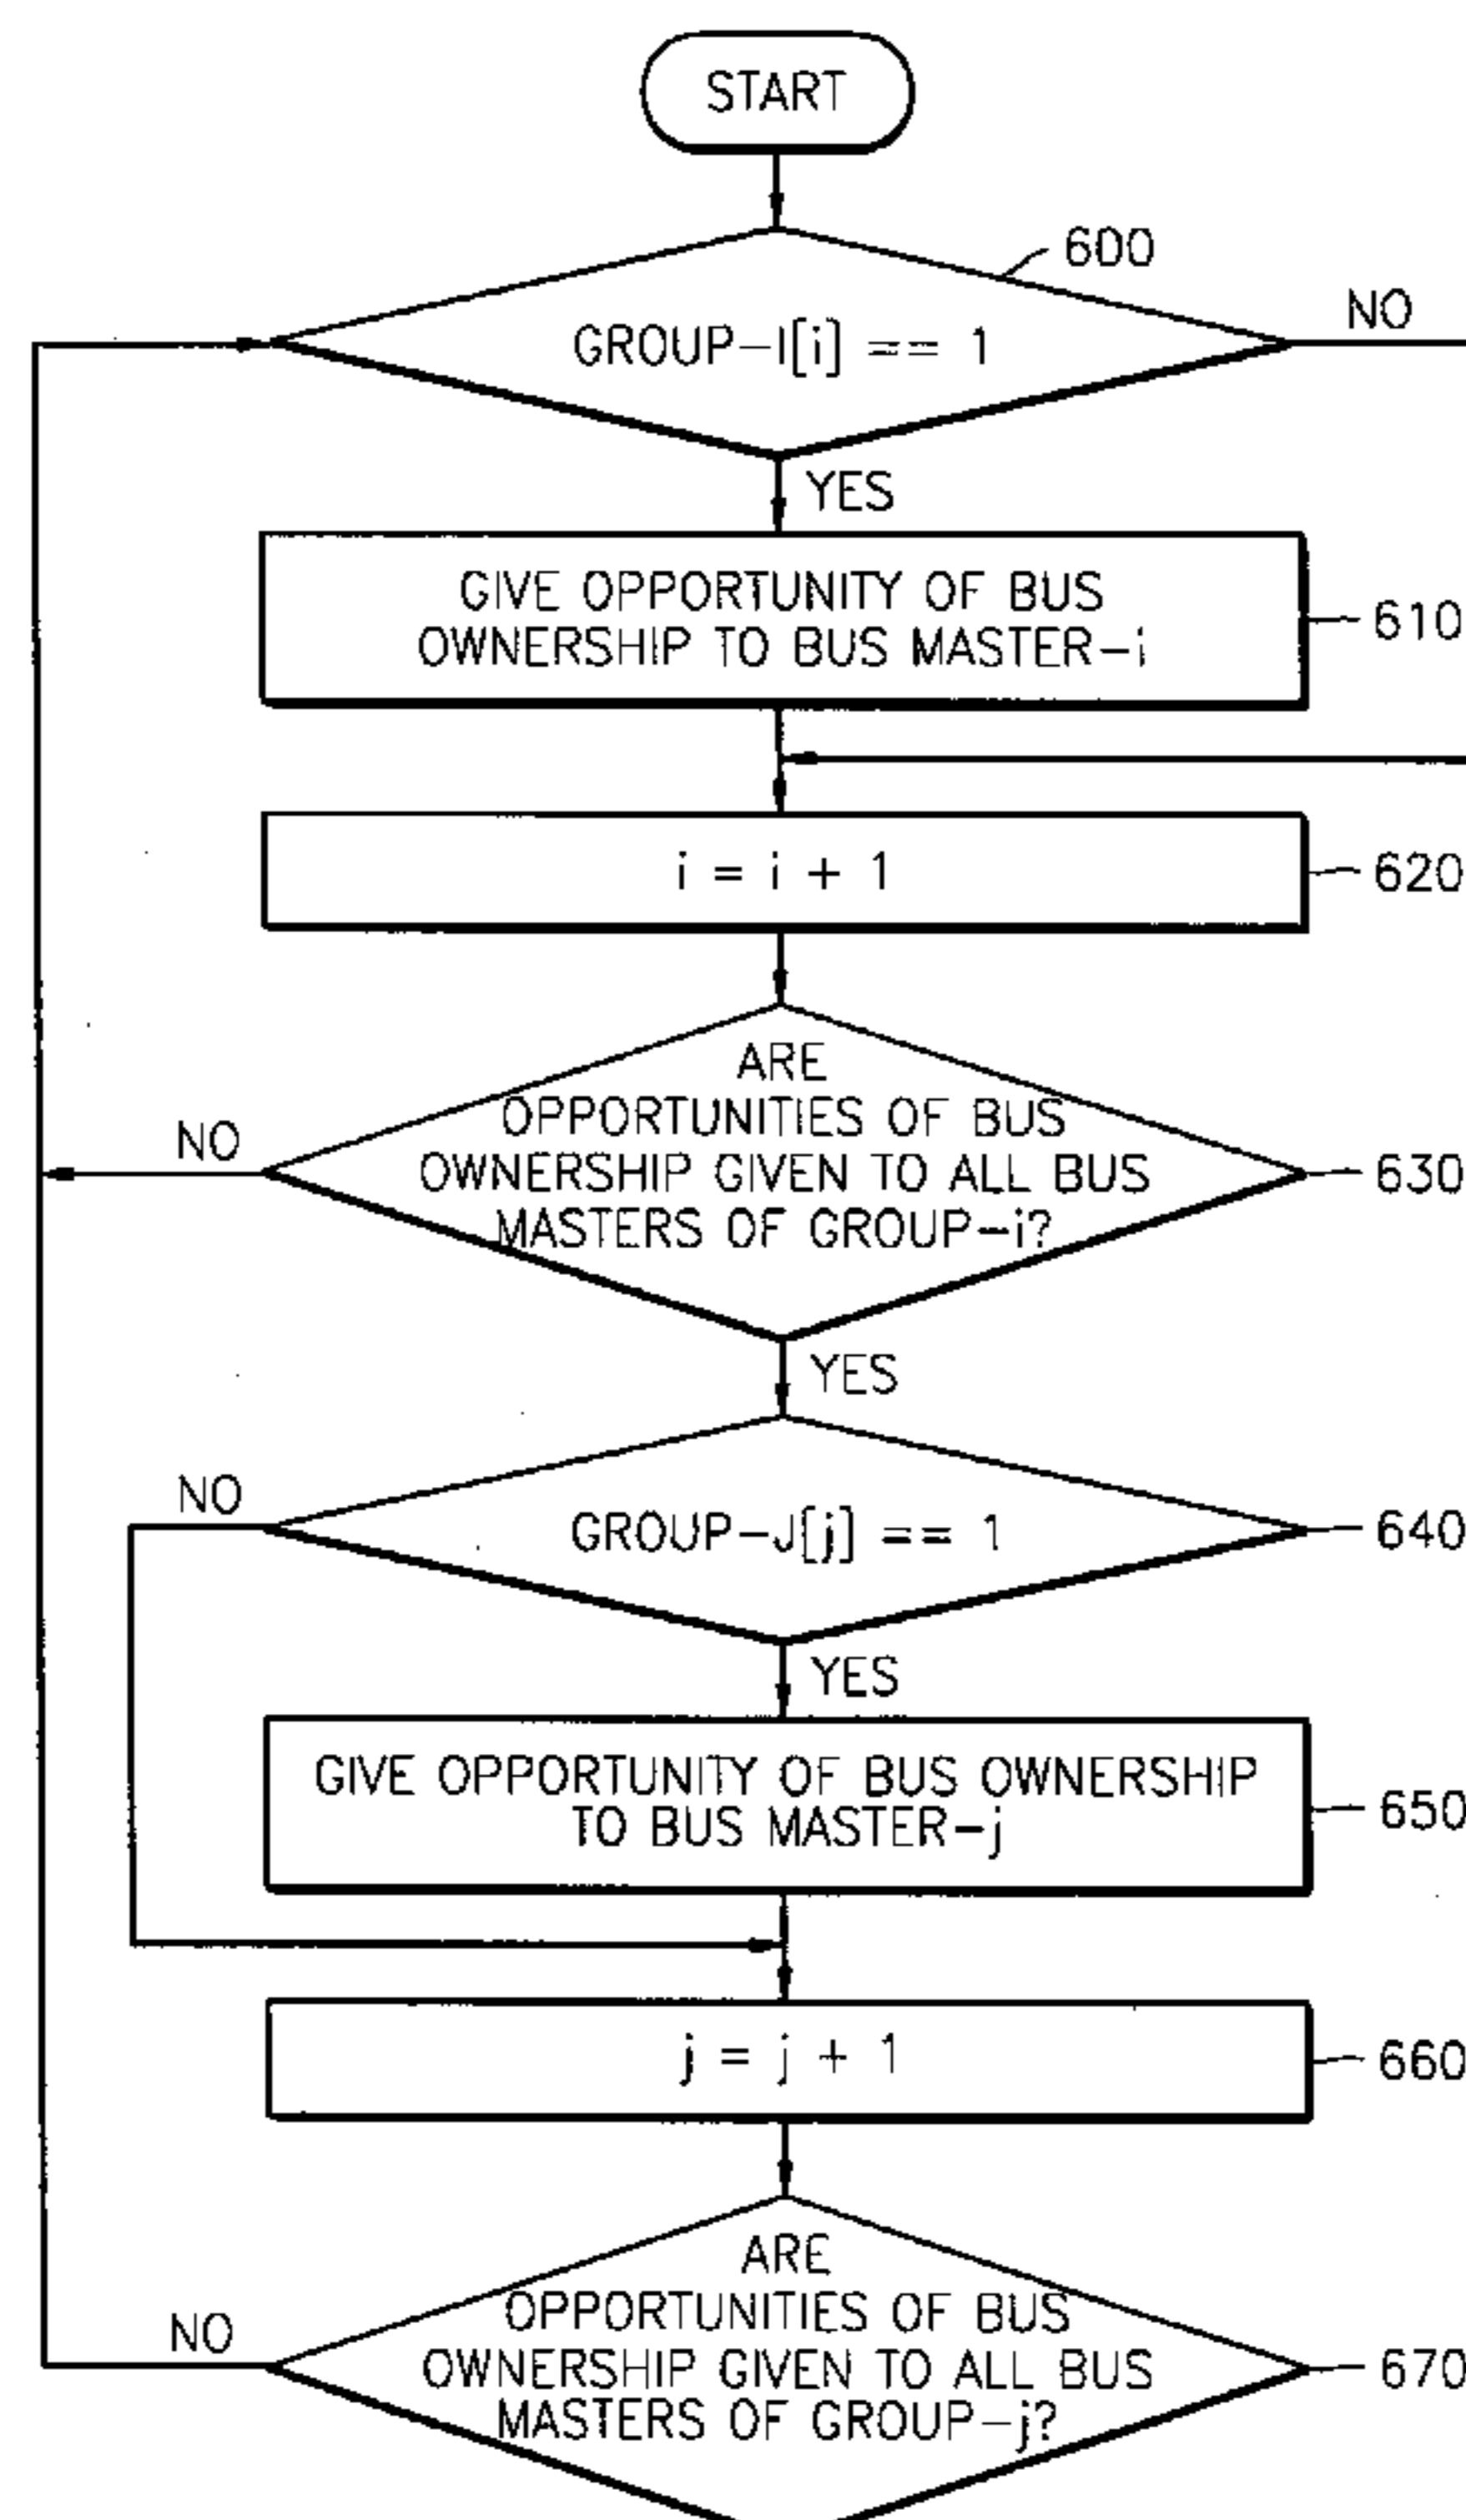 START
600
NO
GROUP-I[i] == 1
YES
GIVE OPPORTUNITY OF BUS
OWNERSHIP TO BUS MASTER-i
610
i = i + 1
620
ARE
OPPORTUNITIES OF BUS
OWNERSHIP GIVEN TO ALL BUS
MASTERS OF GROUP-i?
NO
630
YES
NO
GROUP-J[j] == 1
640
YES
GIVE OPPORTUNITY OF BUS OWNERSHIP
TO BUS MASTER-j
650
j = j + 1
660
ARE
OPPORTUNITIES OF BUS
OWNERSHIP GIVEN TO ALL BUS
MASTERS OF GROUP-j?
NO
670